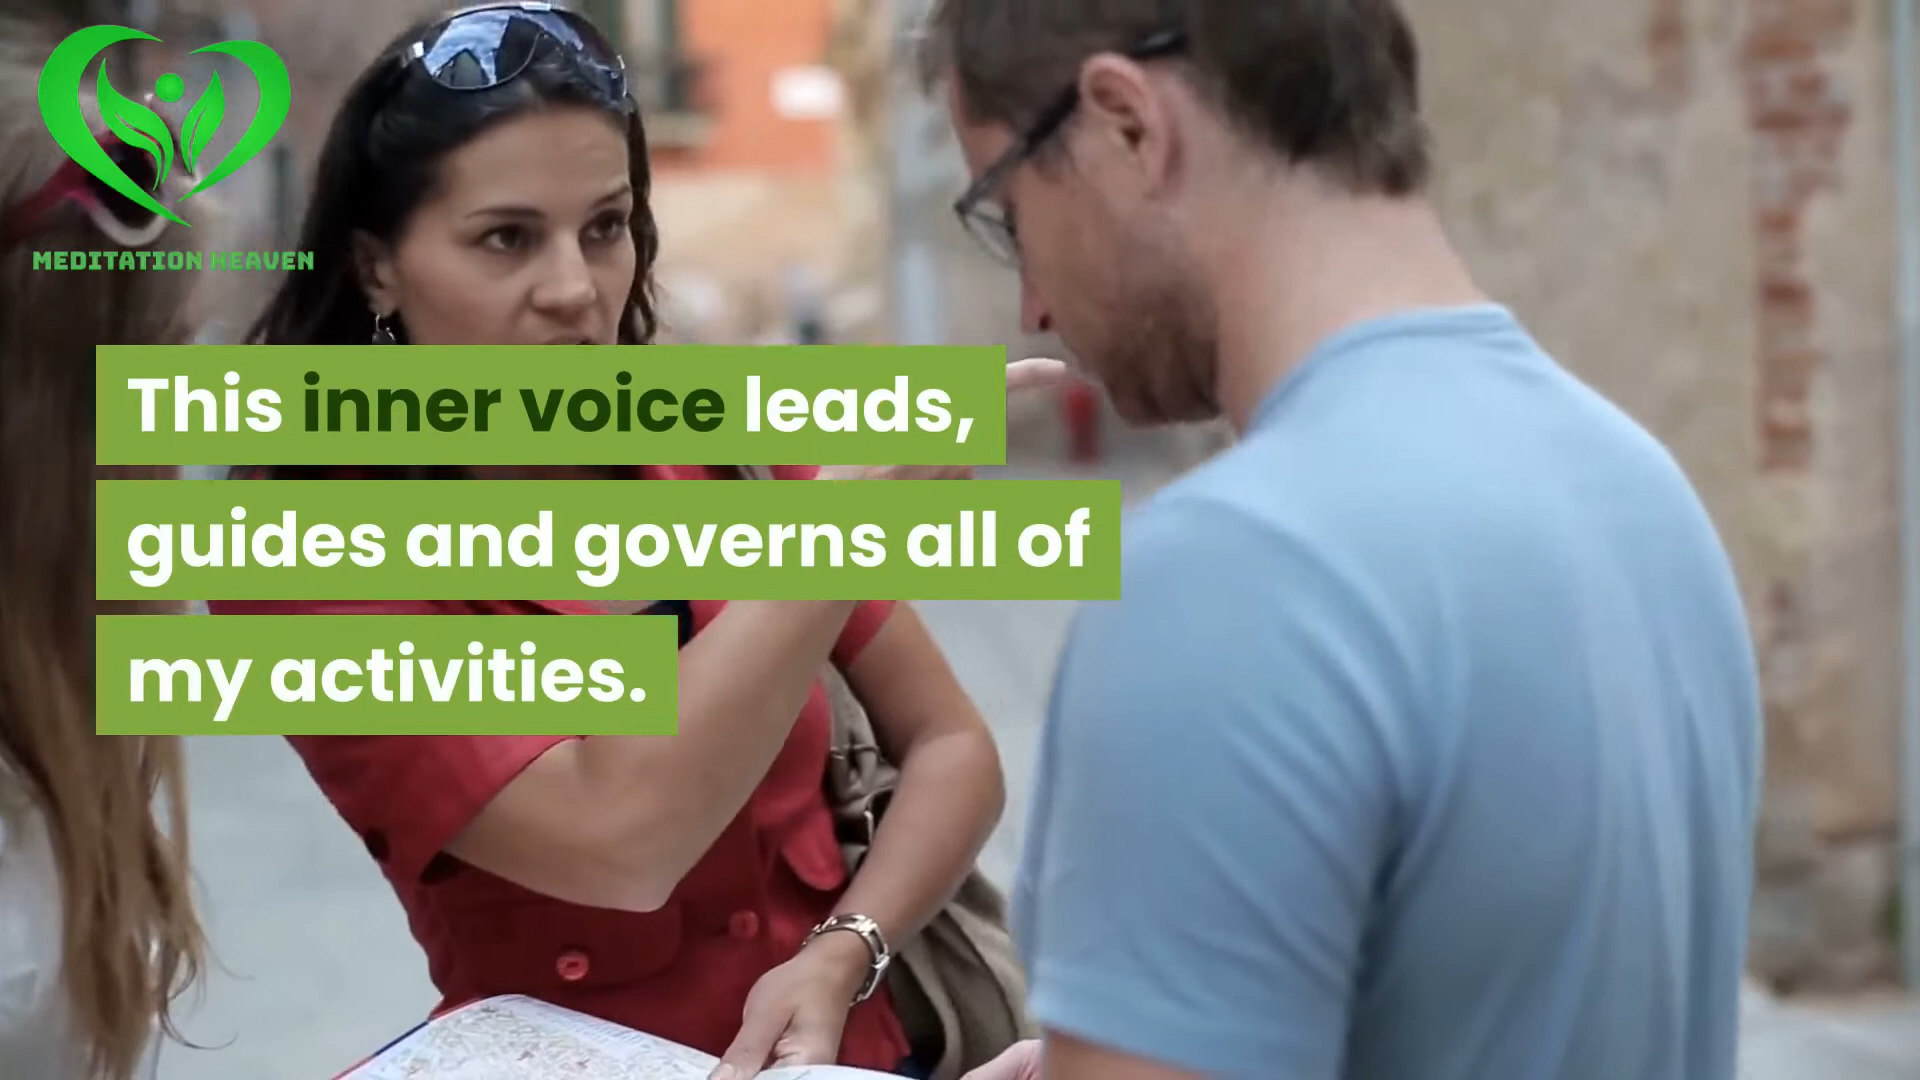 MEDITATION HEAVEN
This inner voice leads,
guides and governs all of
my activities.